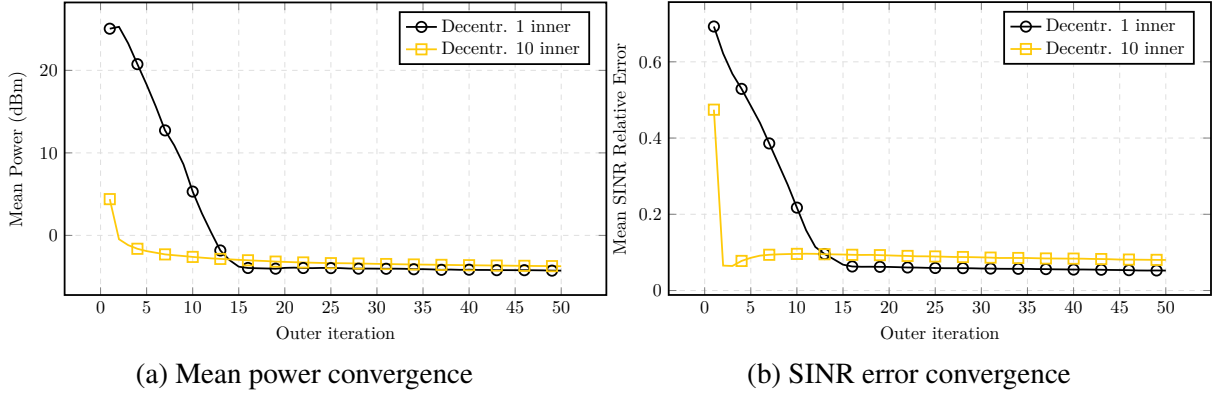 Decentr. 1 inner
Decentr. 10 inner
Mean Power (dBm)
20
10
0
0 5 10 15 20 25 30 35 40 45 50
Outer iteration
(a) Mean power convergence
Decentr. 1 inner
Decentr. 10 inner
Mean SINR Relative Error
0.6
0.4
0.2
0
0 5 10 15 20 25 30 35 40 45 50
Outer iteration
(b) SINR error convergence